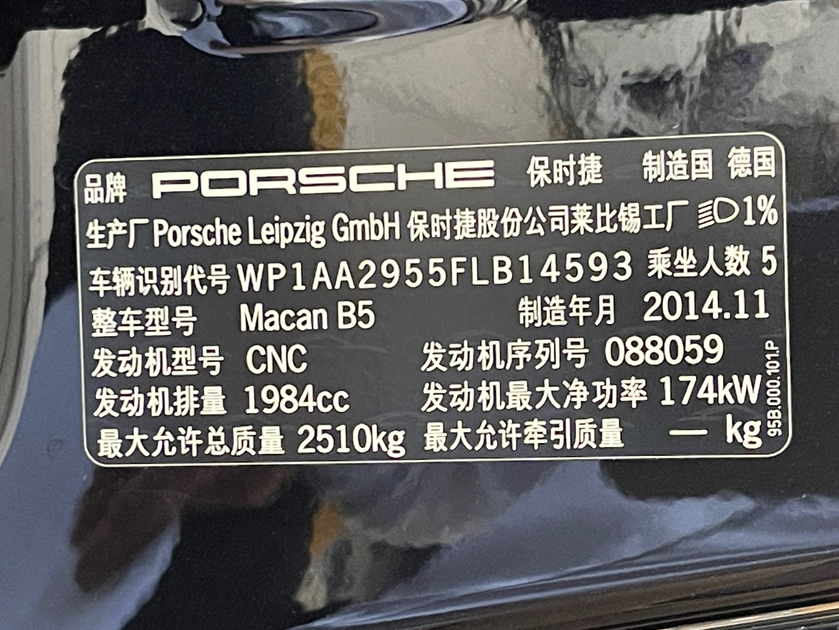 品牌 PORSCHE 保时捷 制造国 德国
生产厂 Porsche Leipzig GmbH 保时捷股份公司莱比锡工厂 1%
车辆识别代号 WP1AA2955FLB14593 乘坐人数 5
整车型号 Macan B5 制造年月 2014.11
发动机型号 CNC 发动机序列号 088059
发动机排量 1984cc 发动机最大净功率 174kW
最大允许总质量 2510kg 最大允许牵引质量 — kg
95B.000.101.P